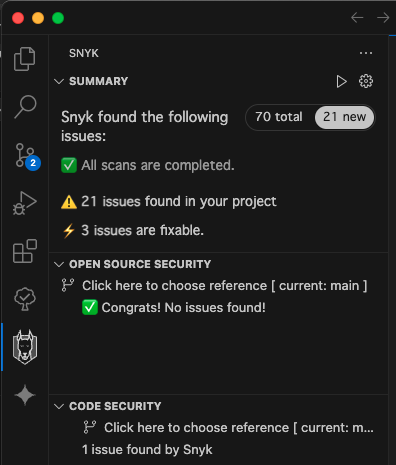 SNYK
SUMMARY
Snyk found the following issues:
70 total
21 new
✅ All scans are completed.
⚠️ 21 issues found in your project
⚡ 3 issues are fixable.
OPEN SOURCE SECURITY
Click here to choose reference [ current: main ]
✅ Congrats! No issues found!
2
CODE SECURITY
Click here to choose reference [ current: m...
1 issue found by Snyk